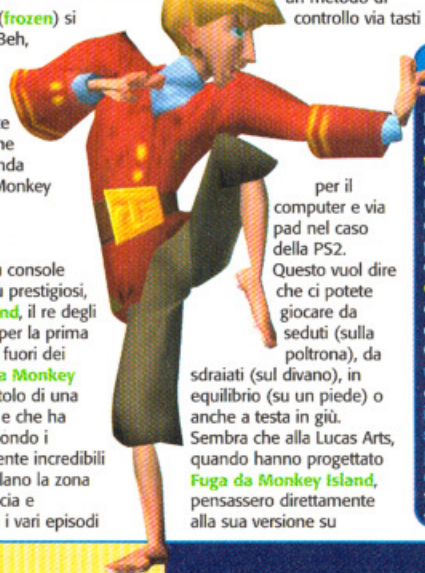 (frozen) si
Beh,
te
ne
nda
Monkey
console
prestigiosi,
nd, il re degli
per la prima
fuori dei
a Monkey
tolo di una
e che ha
ondo i
ente incredibili
lano la zona
cia e
i vari episodi
un metodo di
controllo via tasti
per il
computer e via
pad nel caso
della PS2.
Questo vuol dire
che ci potete
giocare da
seduti (sulla
poltrona), da
sdraiati (sul divano), in
equilibrio (su un piede) o
anche a testa in giù.
Sembra che alla Lucas Arts,
quando hanno progettato
Fuga da Monkey Island,
pensassero direttamente
alla sua versione su